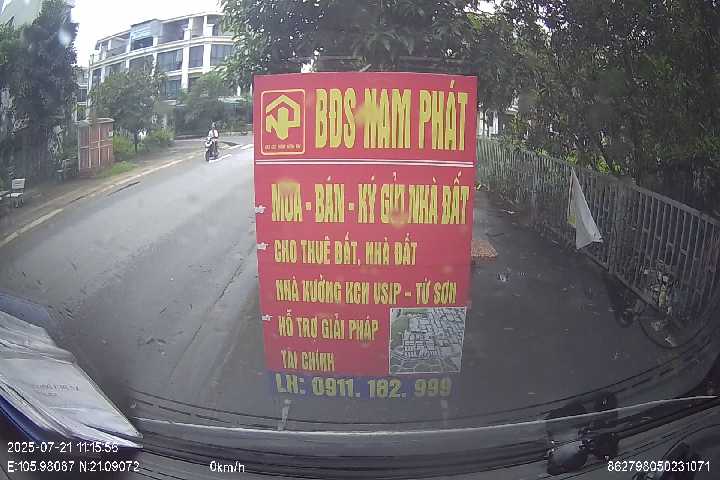 BĐS NAM PHÁT
MUA - BÁN - KÝ GỬI NHÀ ĐẤT
CHO THUÊ ĐẤT, NHÀ ĐẤT
NHÀ XƯỞNG KCN VSIP - TỪ SƠN
HỖ TRỢ GIẢI PHÁP
TÀI CHÍNH
LH: 0911. 182. 999
2025-07-21 11:15:56
E:105.98087 N:21.09072
0km/h
862798050231071